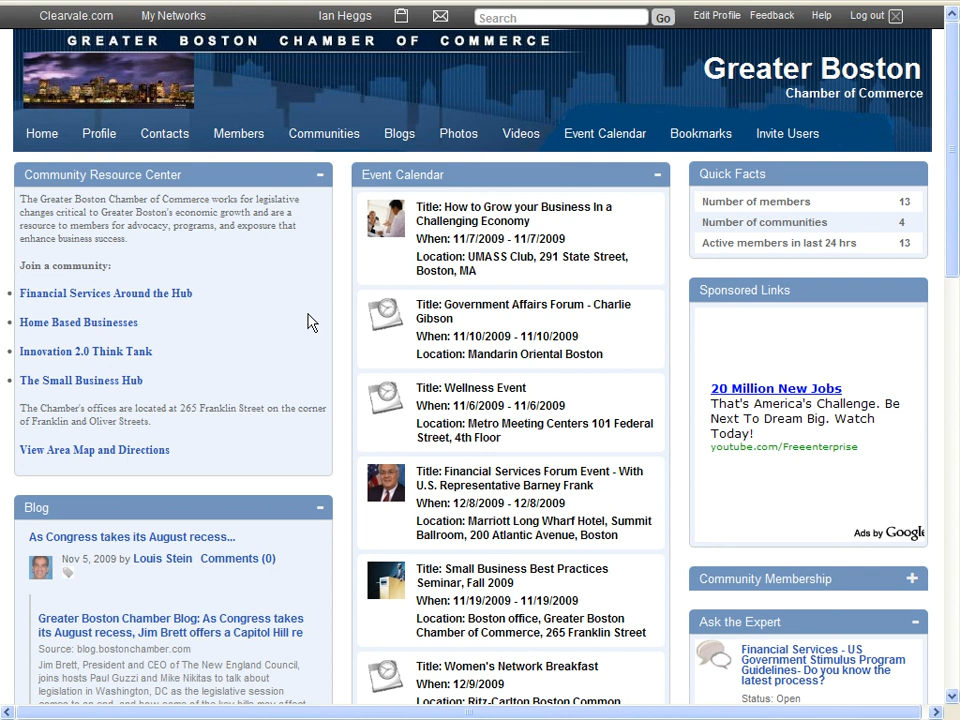 Clearvale.com My Networks Ian Heggs Search Go Edit Profile Feedback Help Log out
GREATER BOSTON CHAMBER OF COMMERCE
Greater Boston
Chamber of Commerce
Home Profile Contacts Members Communities Blogs Photos Videos Event Calendar Bookmarks Invite Users
Community Resource Center
The Greater Boston Chamber of Commerce works for legislative
changes critical to Greater Boston's economic growth and are a
resource to members for advocacy, programs, and exposure that
enhance business success.
Join a community:
Financial Services Around the Hub
Home Based Businesses
Innovation 2.0 Think Tank
The Small Business Hub
The Chamber's offices are located at 265 Franklin Street on the corner
of Franklin and Oliver Streets.
View Area Map and Directions
Blog
As Congress takes its August recess...
Nov 5, 2009 by Louis Stein Comments (0)
Greater Boston Chamber Blog: As Congress takes
its August recess, Jim Brett offers a Capitol Hill re
Source: blog.bostonchamber.com
Jim Brett, President and CEO of The New England Council,
joins hosts Paul Guzzi and Mike Nikitas to talk about
legislation in Washington, DC as the legislative session
comes to an end, and how some of the key bills may affect
Event Calendar
Title: How to Grow your Business In a
Challenging Economy
When: 11/7/2009 - 11/7/2009
Location: UMASS Club, 291 State Street,
Boston, MA
Title: Government Affairs Forum - Charlie
Gibson
When: 11/10/2009 - 11/10/2009
Location: Mandarin Oriental Boston
Title: Wellness Event
When: 11/6/2009 - 11/6/2009
Location: Metro Meeting Centers 101 Federal
Street, 4th Floor
Title: Financial Services Forum Event - With
U.S. Representative Barney Frank
When: 12/8/2009 - 12/8/2009
Location: Marriott Long Wharf Hotel, Summit
Ballroom, 200 Atlantic Avenue, Boston
Title: Small Business Best Practices
Seminar, Fall 2009
When: 11/19/2009 - 11/19/2009
Location: Boston office, Greater Boston
Chamber of Commerce, 265 Franklin Street
Title: Women's Network Breakfast
When: 12/9/2009
Location: Ritz-Carlton Boston Common
Quick Facts
Number of members 13
Number of communities 4
Active members in last 24 hrs 13
Sponsored Links
20 Million New Jobs
That's America's Challenge. Be
Next To Dream Big. Watch
Today!
youtube.com/Freeenterprise
Ads by Google
Community Membership
Ask the Expert
Financial Services - US
Government Stimulus Program
Guidelines- Do you know the
latest process?
Status: Open